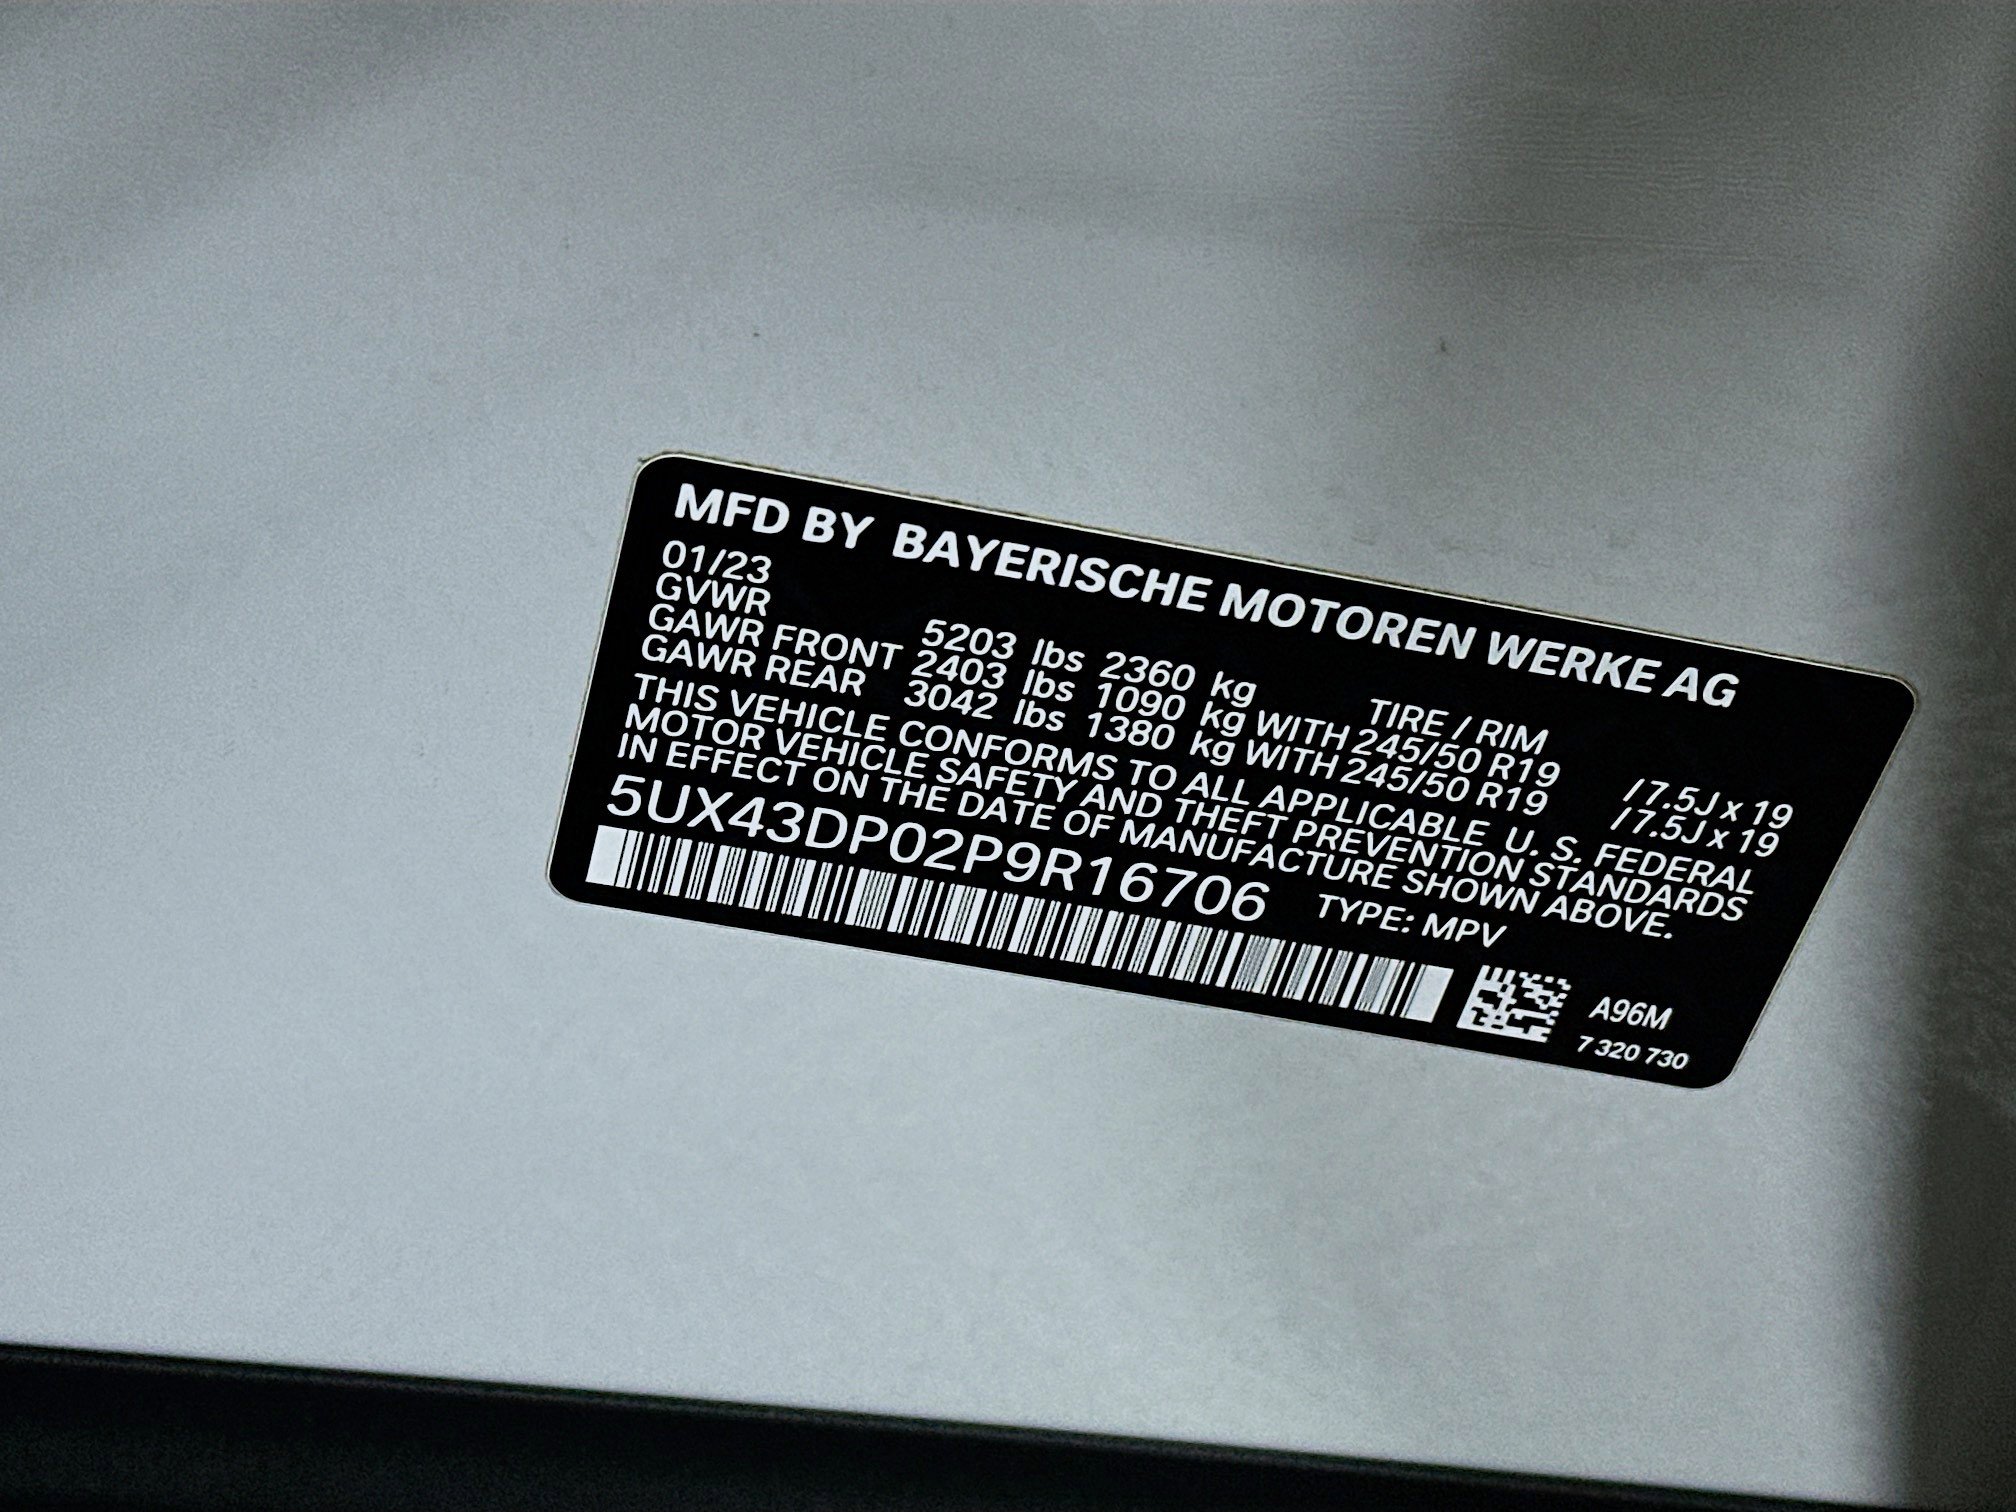 MFD BY BAYERISCHE MOTOREN WERKE AG
01/23
GVWR 5203 lbs 2360 kg TIRE / RIM
GAWR FRONT 2403 lbs 1090 kg WITH 245/50 R19 / 7.5J x 19
GAWR REAR 3042 lbs 1380 kg WITH 245/50 R19 / 7.5J x 19
THIS VEHICLE CONFORMS TO ALL APPLICABLE U. S. FEDERAL
MOTOR VEHICLE SAFETY AND THEFT PREVENTION STANDARDS
IN EFFECT ON THE DATE OF MANUFACTURE SHOWN ABOVE.
5UX43DP02P9R16706 TYPE: MPV
A96M
7 320 730